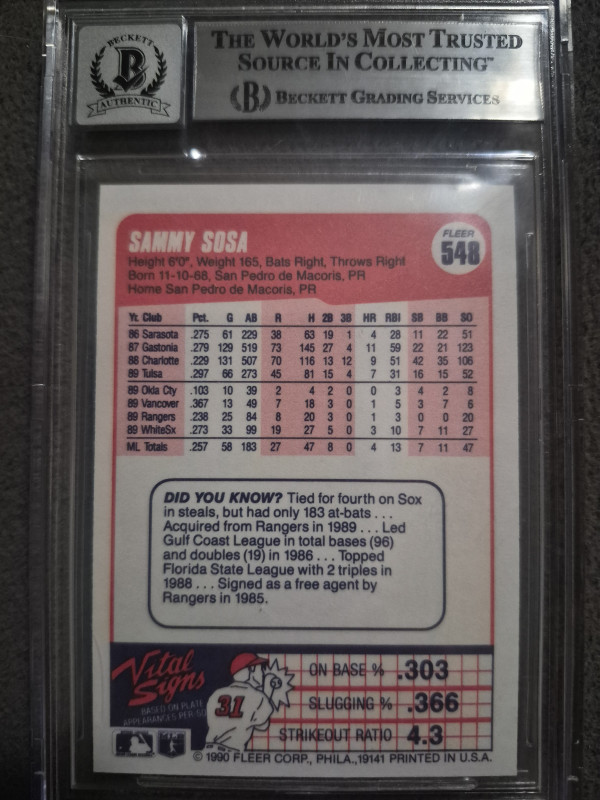 BECKETT
B
AUTHENTIC
THE WORLD'S MOST TRUSTED
SOURCE IN COLLECTING™
B BECKETT GRADING SERVICES
SAMMY SOSA
FLEER
548
Height 6'0", Weight 165, Bats Right, Throws Right
Born 11-10-68, San Pedro de Macoris, PR
Home San Pedro de Macoris, PR
Yr. Club Pct. G AB R H 2B 3B HR RBI SB BB SO
86 Sarasota .275 61 229 38 63 19 1 4 28 11 22 51
87 Gastonia .279 129 519 73 145 27 4 11 59 22 21 123
88 Charlotte .229 131 507 70 116 13 12 9 51 42 35 106
89 Tulsa .297 66 273 45 81 15 4 7 31 16 15 52
89 Okla Cty .103 10 39 2 4 2 0 0 3 4 2 8
89 Vancover .367 13 49 7 18 3 0 1 5 3 7 6
89 Rangers .238 25 84 8 20 3 0 1 3 0 0 20
89 WhiteSx .273 33 99 19 27 5 0 3 10 7 11 27
ML Totals .257 58 183 27 47 8 0 4 13 7 11 47
DID YOU KNOW? Tied for fourth on Sox
in steals, but had only 183 at-bats . . .
Acquired from Rangers in 1989 . . . Led
Gulf Coast League in total bases (96)
and doubles (19) in 1986 . . . Topped
Florida State League with 2 triples in
1988 . . . Signed as a free agent by
Rangers in 1985.
Vital
Signs
BASED ON PLATE
APPEARANCES PER SO
31
ON BASE % .303
SLUGGING % .366
STRIKEOUT RATIO 4.3
© 1990 FLEER CORP., PHILA., 19141 PRINTED IN U.S.A.